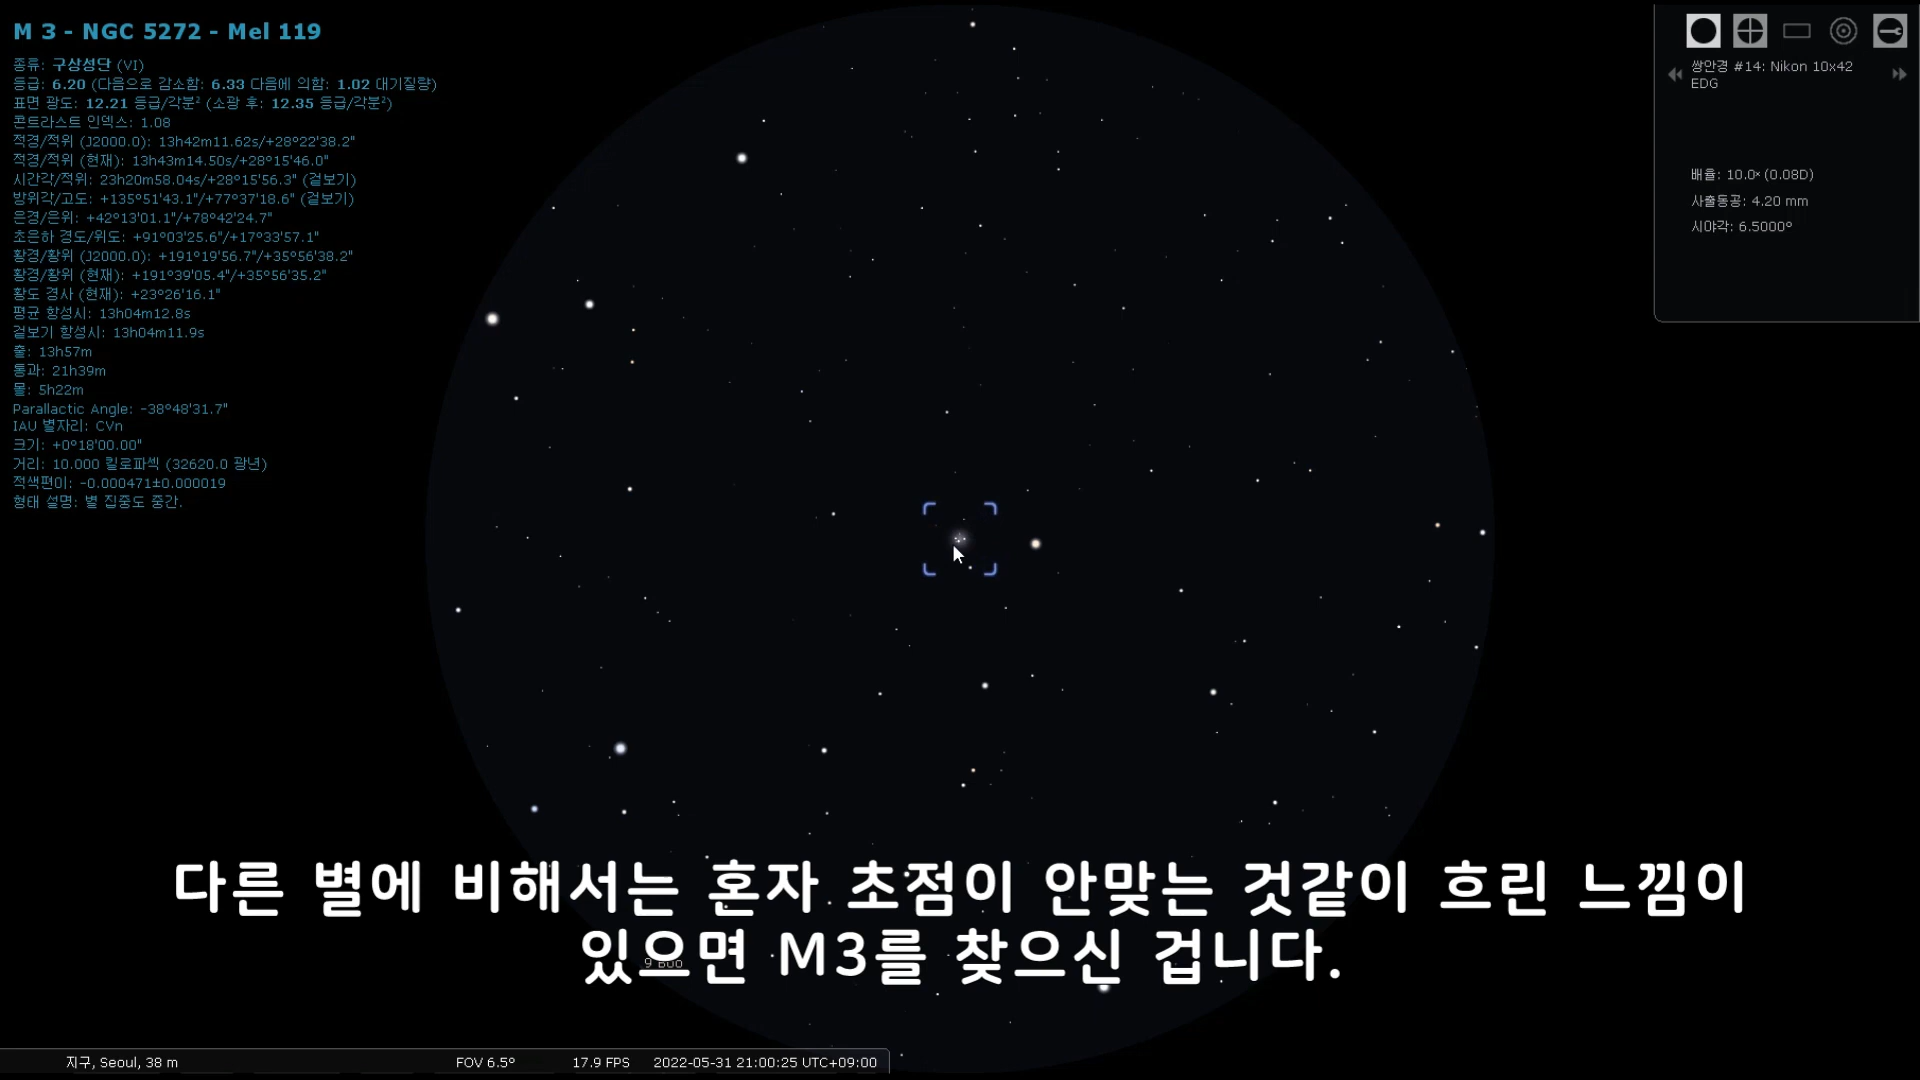 M 3 - NGC 5272 - Mel 119
종류: 구상성단 (VI)
등급: 6.20 (다음으로 감소함: 6.33 다음에 의함: 1.02 대기질량)
표면 광도: 12.21 등급/각분² (소광 후: 12.35 등급/각분²)
콘트라스트 인덱스: 1.08
적경/적위 (J2000.0): 13h42m11.62s/+28°22'38.2"
적경/적위 (현재): 13h43m14.50s/+28°15'46.0"
시간각/적위: 23h20m58.04s/+28°15'56.3" (겉보기)
방위각/고도: +135°51'43.1"/+77°37'18.6" (겉보기)
은경/은위: +42°13'01.1"/+78°42'24.7"
초은하 경도/위도: +91°03'25.6"/+17°33'57.1"
황경/황위 (J2000.0): +191°19'56.7"/+35°56'38.2"
황경/황위 (현재): +191°39'05.4"/+35°56'35.2"
황도 경사 (현재): +23°26'16.1"
평균 항성시: 13h04m12.8s
겉보기 항성시: 13h04m11.9s
출: 13h57m
통과: 21h39m
몰: 5h22m
Parallactic Angle: -38°48'31.7"
IAU 별자리: CVn
크기: +0°18'00.00"
거리: 10.000 킬로파섹 (32620.0 광년)
적색편이: -0.000471±0.000019
형태 설명: 별 집중도 중간.
쌍안경 #14: Nikon 10x42
EDG
배율: 10.0× (0.08D)
사출동공: 4.20 mm
시야각: 6.5000°
다른 별에 비해서는 혼자 초점이 안맞는 것같이 흐린 느낌이
있으면 M3를 찾으신 겁니다.
9 Boo
지구, Seoul, 38 m
FOV 6.5°
17.9 FPS
2022-05-31 21:00:25 UTC+09:00